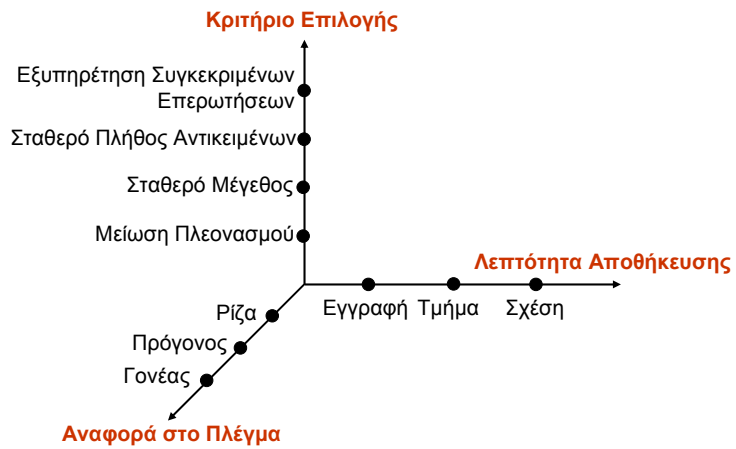 Κριτήριο Επιλογής
Εξυπηρέτηση Συγκεκριμένων
Επερωτήσεων
Σταθερό Πλήθος Αντικειμένων
Σταθερό Μέγεθος
Μείωση Πλεονασμού
Λεπτότητα Αποθήκευσης
Εγγραφή Τμήμα Σχέση
Ρίζα
Πρόγονος
Γονέας
Αναφορά στο Πλέγμα